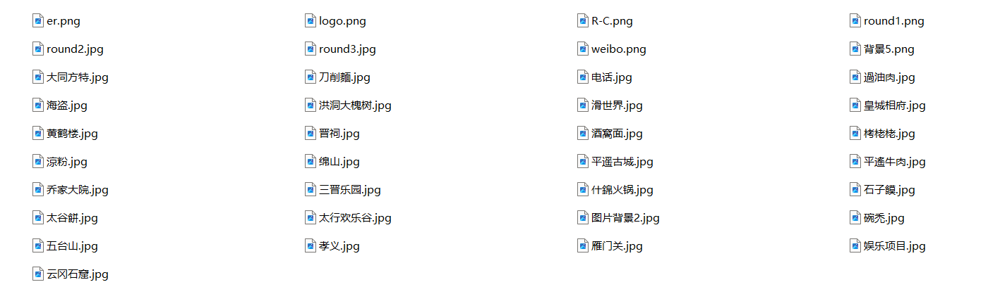 er.png logo.png R-C.png round1.png
round2.jpg round3.jpg weibo.png 背景5.png
大同方特.jpg 刀削麵.jpg 电话.jpg 過油肉.jpg
海盗.jpg 洪洞大槐树.jpg 滑世界.jpg 皇城相府.jpg
黄鹤楼.jpg 晋祠.jpg 酒窩面.jpg 栲栳栳.jpg
涼粉.jpg 绵山.jpg 平遥古城.jpg 平遙牛肉.jpg
乔家大院.jpg 三晋乐园.jpg 什錦火锅.jpg 石子饃.jpg
太谷餅.jpg 太行欢乐谷.jpg 图片背景2.jpg 碗秃.jpg
五台山.jpg 孝义.jpg 雁门关.jpg 娱乐项目.jpg
云冈石窟.jpg